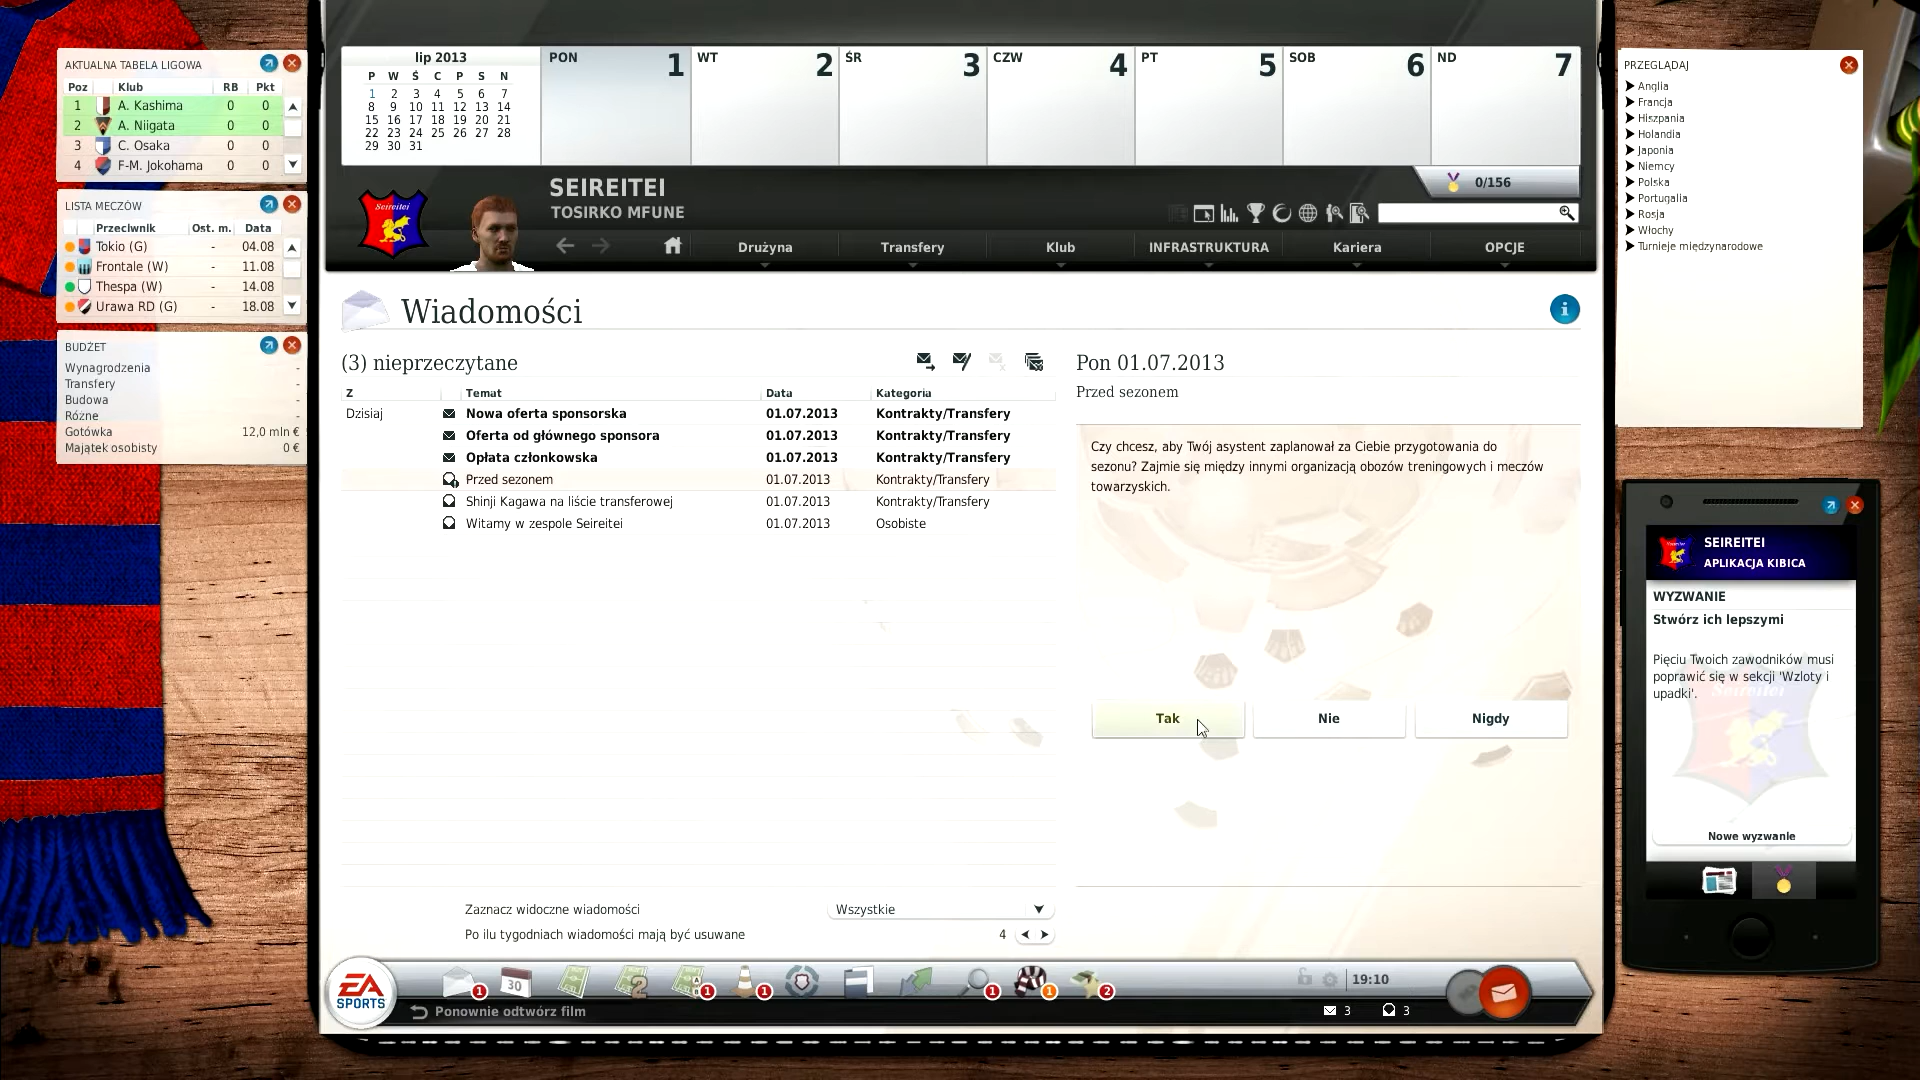 AKTUALNA TABELA LIGOWA
Poz Klub RB Pkt
1 A. Kashima 0 0
2 A. Niigata 0 0
3 C. Osaka 0 0
4 F-M. Jokohama 0 0
LISTA MECZÓW
Przeciwnik Ost. m. Data
Tokio (G) - 04.08
Frontale (W) - 11.08
Thespa (W) - 14.08
Urawa RD (G) - 18.08
BUDŻET
Wynagrodzenia -
Transfery -
Budowa -
Różne -
Gotówka 12,0 mln €
Majątek osobisty 0 €
lip 2013
P W Ś C P S N
1 2 3 4 5 6 7
8 9 10 11 12 13 14
15 16 17 18 19 20 21
22 23 24 25 26 27 28
29 30 31
PON 1 WT 2 ŚR 3 CZW 4 PT 5 SOB 6 ND 7
0/156
Seireitei
SEIREITEI
TOSIRKO MFUNE
Drużyna Transfery Klub INFRASTRUKTURA Kariera OPCJE
Wiadomości
(3) nieprzeczytane
Z Temat Data Kategoria
Dzisiaj Nowa oferta sponsorska 01.07.2013 Kontrakty/Transfery
Oferta od głównego sponsora 01.07.2013 Kontrakty/Transfery
Opłata członkowska 01.07.2013 Kontrakty/Transfery
Przed sezonem 01.07.2013 Kontrakty/Transfery
Shinji Kagawa na liście transferowej 01.07.2013 Kontrakty/Transfery
Witamy w zespole Seireitei 01.07.2013 Osobiste
Zaznacz widoczne wiadomości Wszystkie
Po ilu tygodniach wiadomości mają być usuwane 4
Pon 01.07.2013
Przed sezonem
Czy chcesz, aby Twój asystent zaplanował za Ciebie przygotowania do
sezonu? Zajmie się między innymi organizacją obozów treningowych i meczów
towarzyskich.
Tak Nie Nigdy
PRZEGLĄDAJ
Anglia
Francja
Hiszpania
Holandia
Japonia
Niemcy
Polska
Portugalia
Rosja
Włochy
Turnieje międzynarodowe
SEIREITEI
APLIKACJA KIBICA
WYZWANIE
Stwórz ich lepszymi
Pięciu Twoich zawodników musi
poprawić się w sekcji 'Wzloty i
upadki'.
Seireitei
Nowe wyzwanie
EA
SPORTS
1 30 2 1 1 1 1 2
19:10
Ponownie odtwórz film
3 3